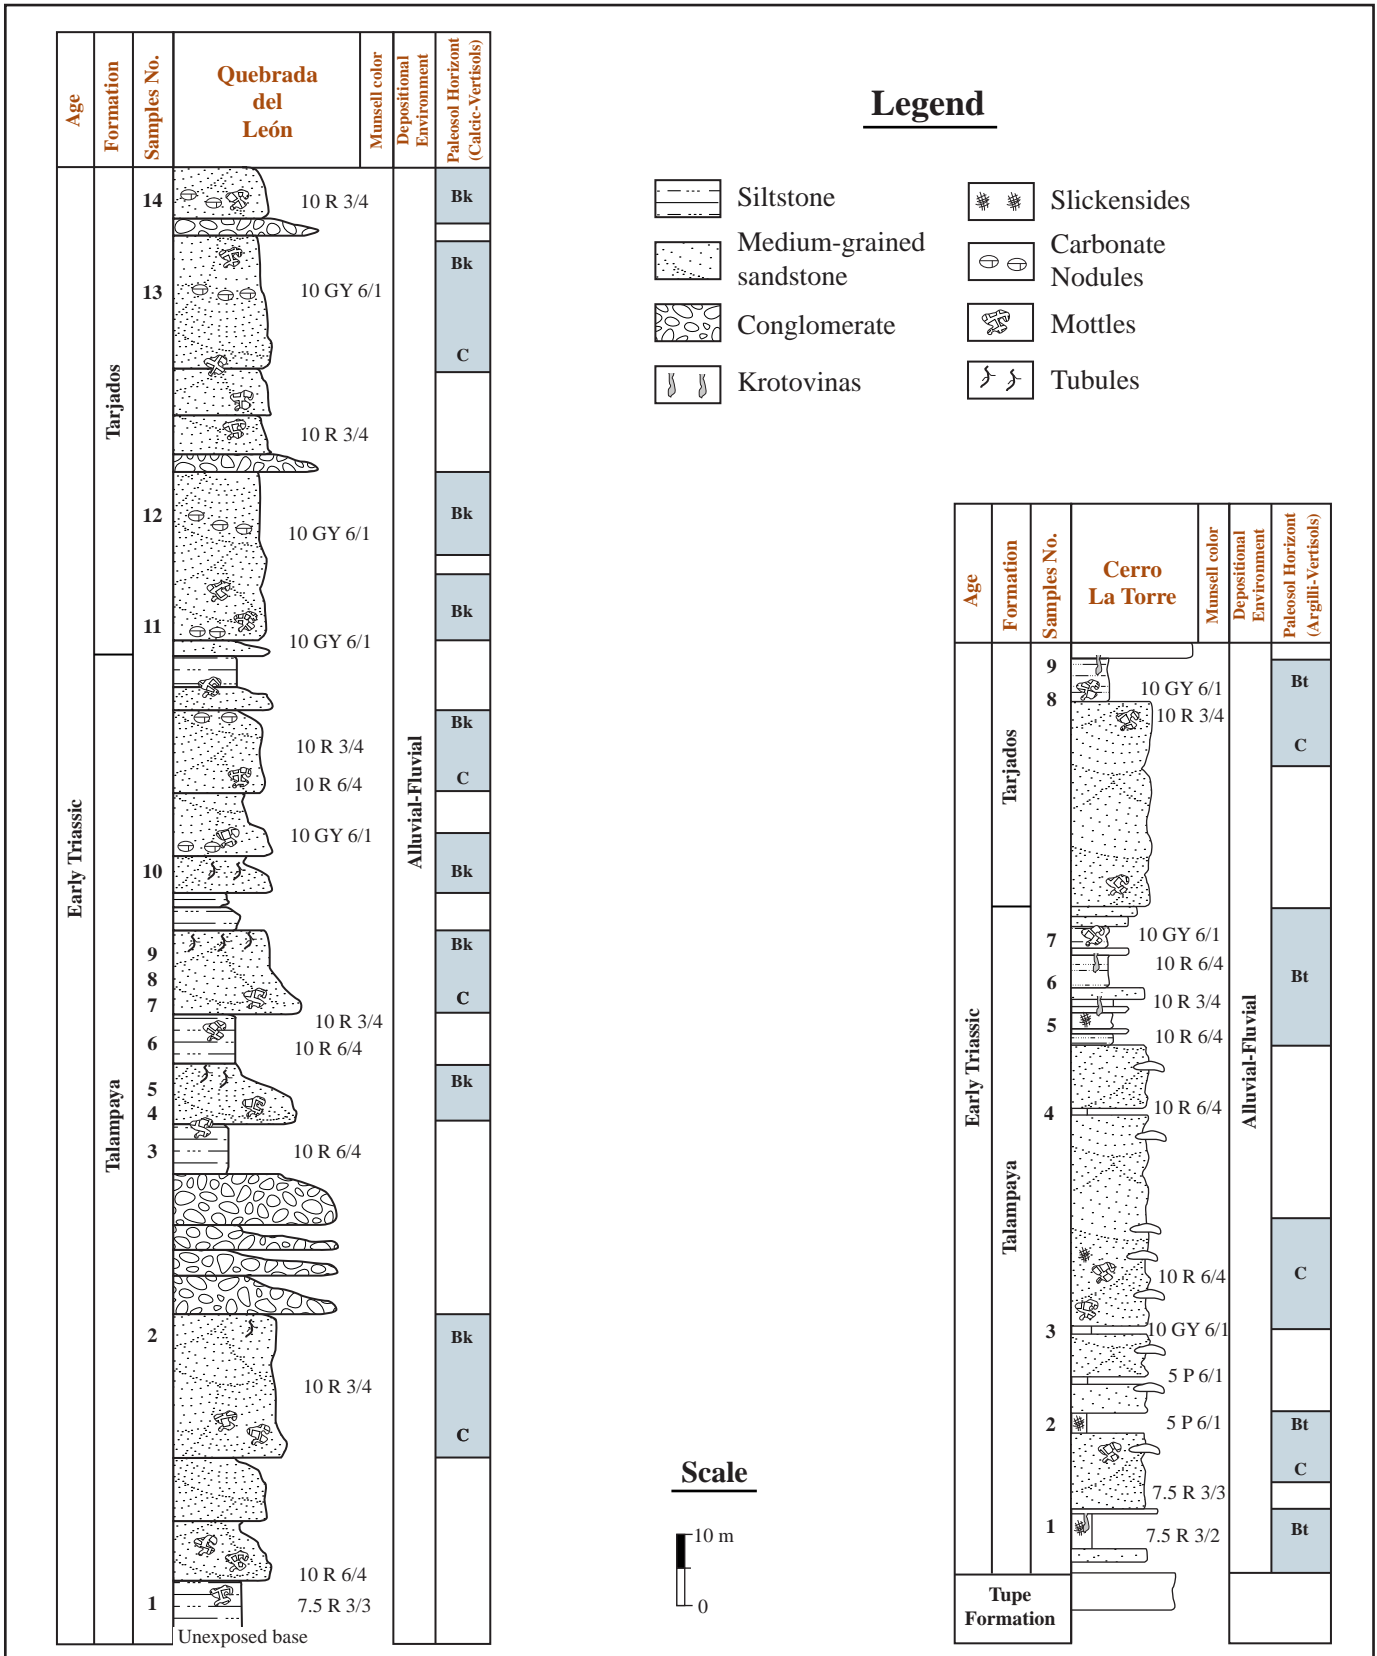 Age
Formation
Samples No.
Quebrada
del
León
Munsell color
Depositional
Environment
Paleosol Horizont
(Calcic-Vertisols)
Early Triassic
Tarjados
Talampaya
Alluvial-Fluvial
14
10 R 3/4
Bk
13
10 GY 6/1
Bk
C
10 R 3/4
12
10 GY 6/1
Bk
11
10 GY 6/1
Bk
10 R 3/4
Bk
10 R 6/4
C
10 GY 6/1
10
Bk
9
Bk
8
7
C
10 R 3/4
6
10 R 6/4
5
Bk
4
3
10 R 6/4
2
Bk
10 R 3/4
C
10 R 6/4
1
7.5 R 3/3
Unexposed base
Legend
Siltstone
Medium-grained
sandstone
Conglomerate
Krotovinas
Slickensides
Carbonate
Nodules
Mottles
Tubules
Scale
10 m
0
Age
Formation
Samples No.
Cerro
La Torre
Munsell color
Depositional
Environment
Paleosol Horizont
(Argilli-Vertisols)
Early Triassic
Tarjados
Talampaya
Alluvial-Fluvial
9
10 GY 6/1
Bt
8
10 R 3/4
C
7
10 GY 6/1
10 R 6/4
6
Bt
10 R 3/4
5
10 R 6/4
4
10 R 6/4
10 R 6/4
C
3
10 GY 6/1
5 P 6/1
2
5 P 6/1
Bt
C
7.5 R 3/3
1
7.5 R 3/2
Bt
Tupe
Formation